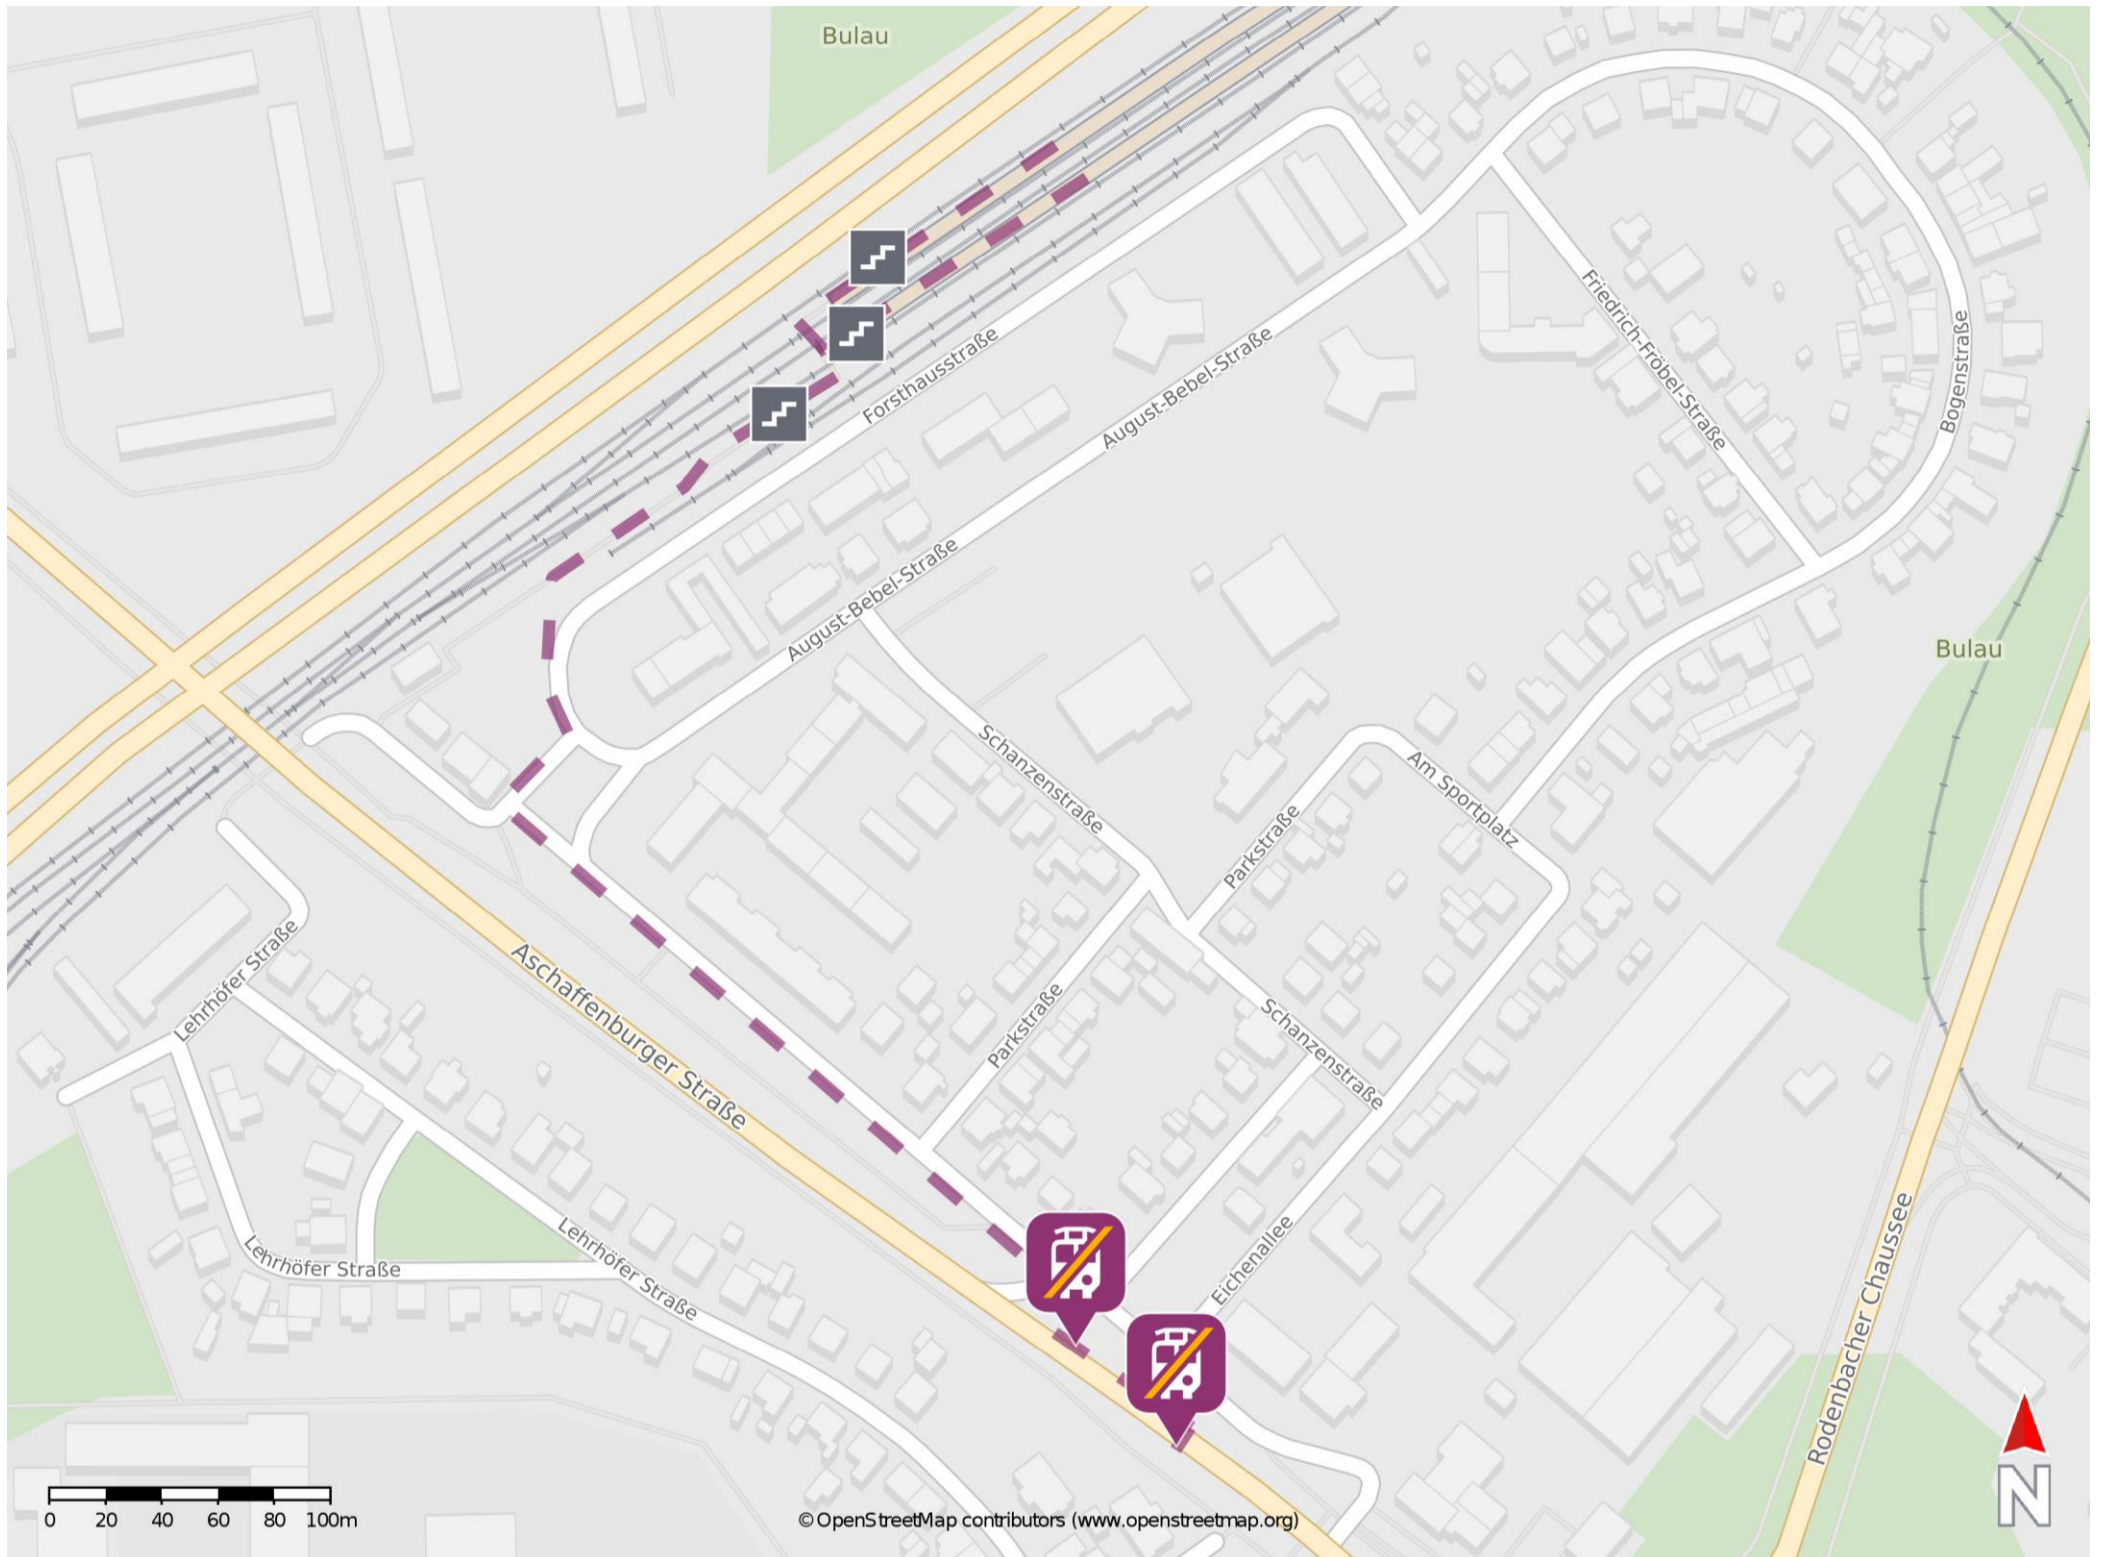 Bulau
Forsthausstraße
August-Bebel-Straße
Friedrich-Fröbel-Straße
Bogenstraße
August-Bebel-Straße
Bulau
Schanzenstraße
Am Sportplatz
Parkstraße
Lehrhöfer Straße
Aschaffenburger Straße
Parkstraße
Schanzenstraße
Lehrhöfer Straße
Lehrhöfer Straße
Eichenallee
Rodenbacher Chaussee
N
0 20 40 60 80 100m
©OpenStreetMap contributors (www.openstreetmap.org)